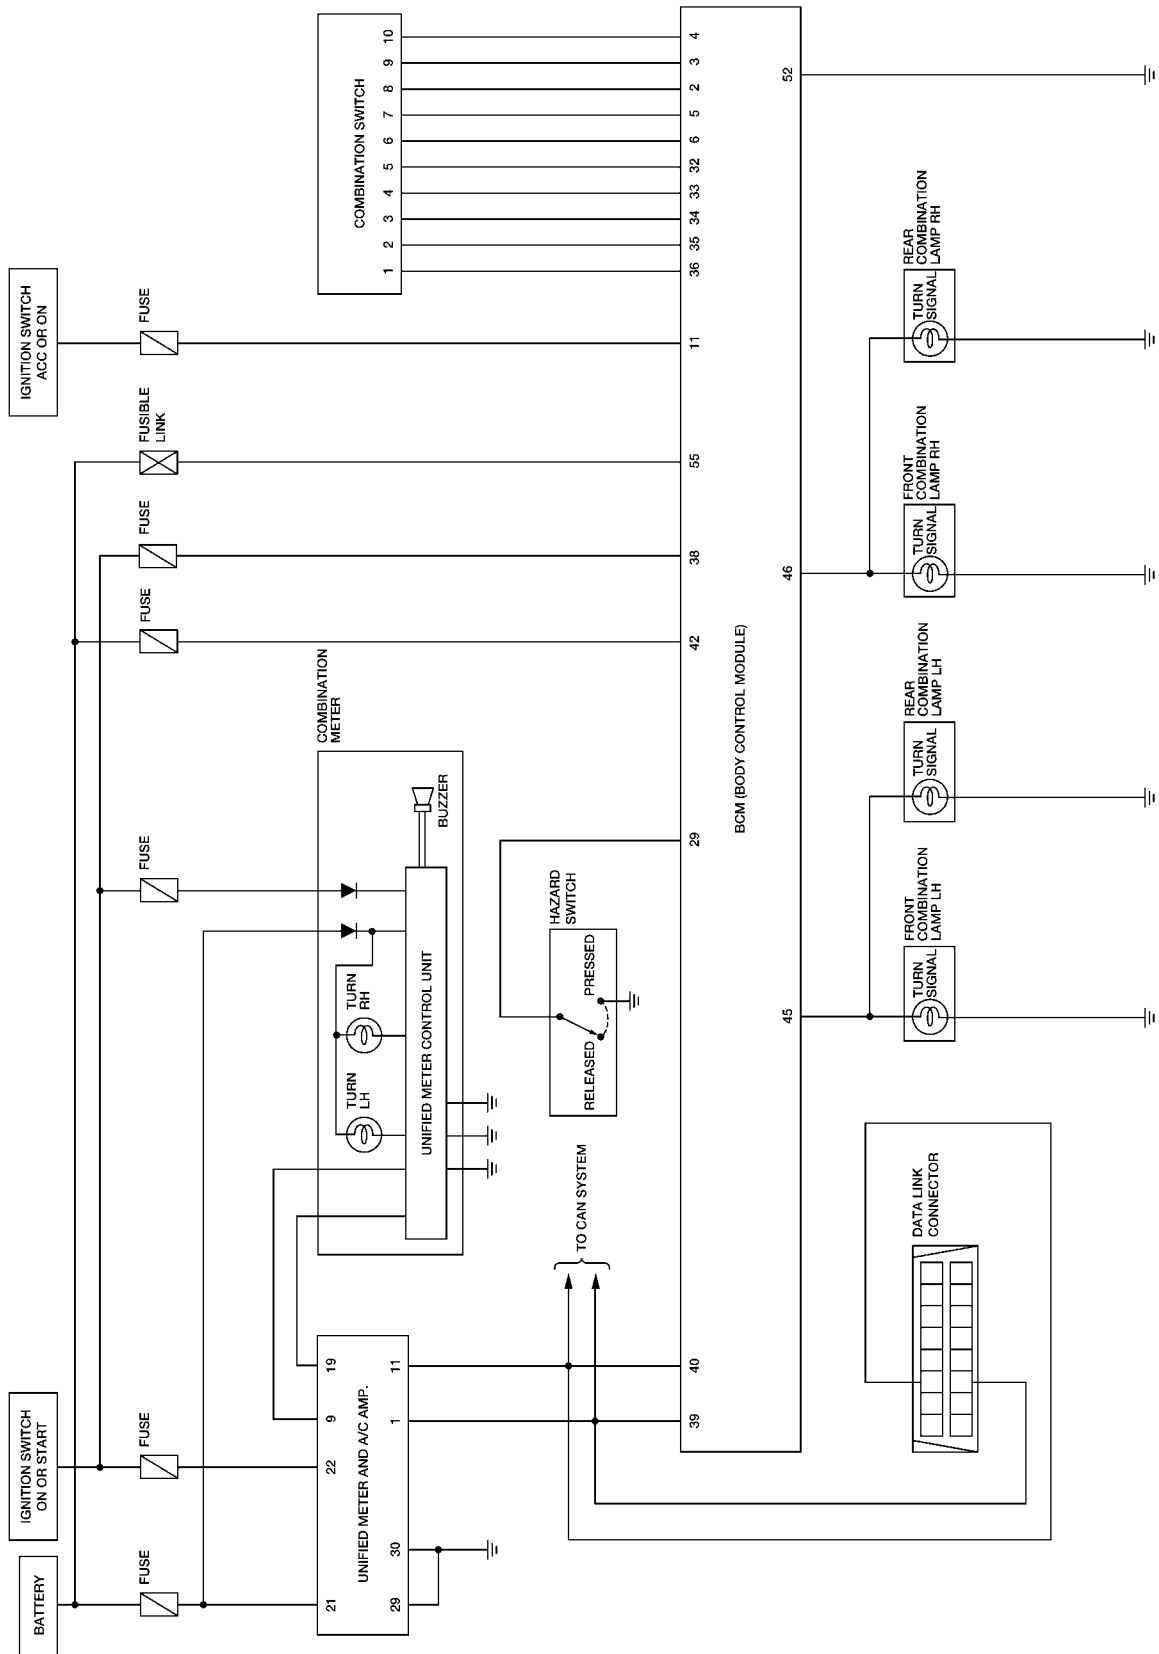 BATTERY
IGNITION SWITCH
ON OR START
IGNITION SWITCH
ACC OR ON
FUSE
FUSE
FUSE
FUSE
FUSE
FUSIBLE
LINK
FUSE
21
22
9
19
UNIFIED METER AND A/C AMP.
29
30
1
11
COMBINATION
METER
TURN
LH
TURN
RH
UNIFIED METER CONTROL UNIT
BUZZER
COMBINATION SWITCH
1
2
3
4
5
6
7
8
9
10
TO CAN SYSTEM
HAZARD
SWITCH
RELEASED
PRESSED
39
40
29
42
38
55
11
36
35
34
33
32
6
5
2
3
4
BCM (BODY CONTROL MODULE)
45
46
52
DATA LINK
CONNECTOR
FRONT
COMBINATION
LAMP LH
TURN
SIGNAL
REAR
COMBINATION
LAMP LH
TURN
SIGNAL
FRONT
COMBINATION
LAMP RH
TURN
SIGNAL
REAR
COMBINATION
LAMP RH
TURN
SIGNAL